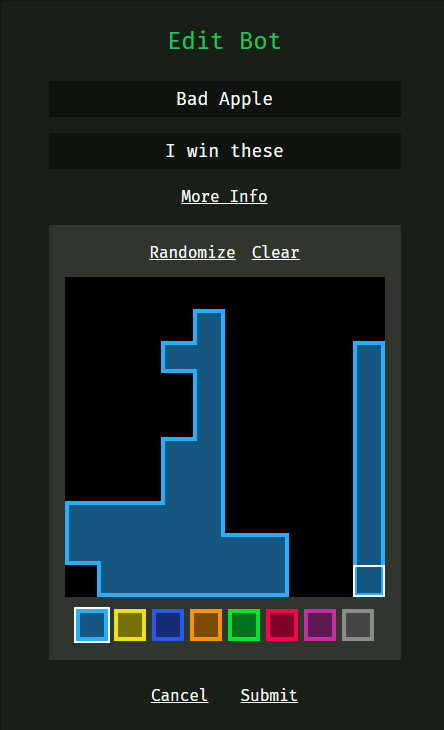 Edit Bot
Bad Apple
I win these
More Info
Randomize Clear
Cancel Submit